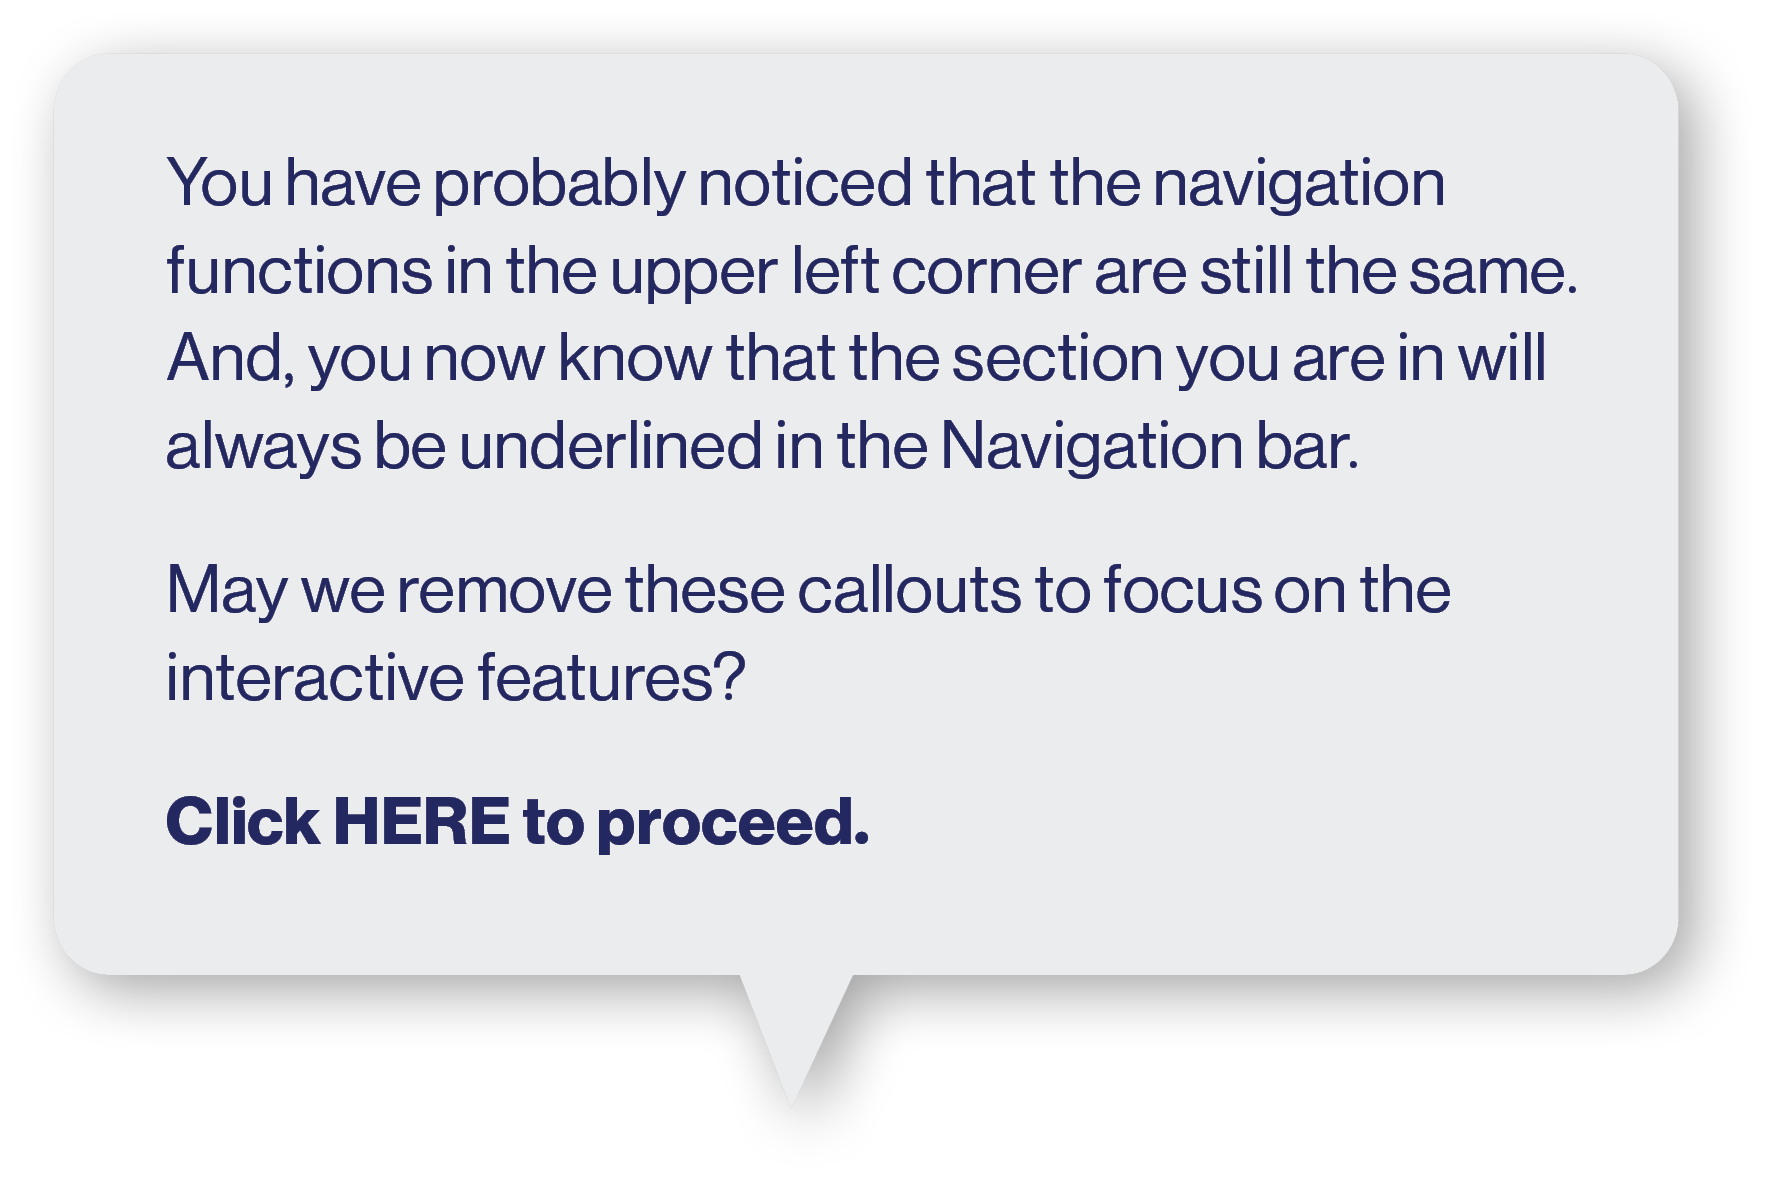 You have probably noticed that the navigation
functions in the upper left corner are still the same.
And, you now know that the section you are in will
always be underlined in the Navigation bar.
May we remove these callouts to focus on the
interactive features?
Click HERE to proceed.